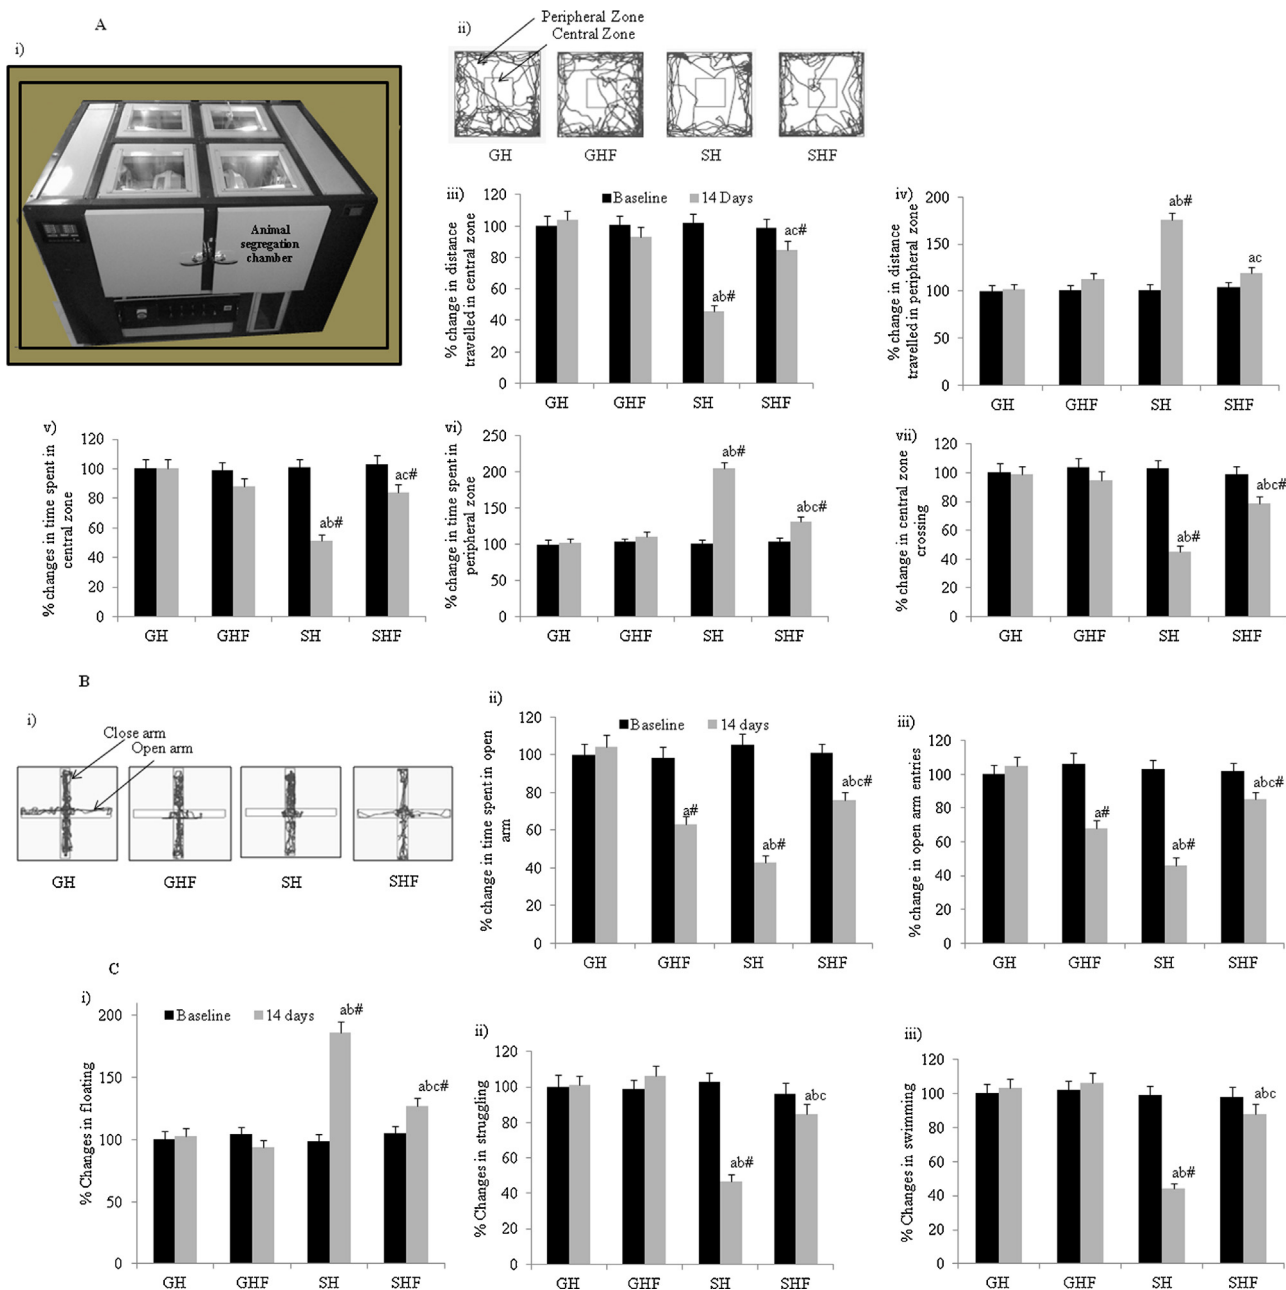 A
i)
Animal
segregation
chamber
ii)
Peripheral Zone
Central Zone
GH GHF SH SHF
iii)
Baseline 14 Days
% change in distance
travelled in central zone
120
100
80
60
40
20
0
ab#
ac#
GH GHF SH SHF
iv)
% change in distance
travelled in peripheral zone
200
150
100
50
0
ab#
ac
GH GHF SH SHF
v)
% changes in time spent in
central zone
120
100
80
60
40
20
0
ab#
ac#
GH GHF SH SHF
vi)
% change in time spent in
peripheral zone
250
200
150
100
50
0
ab#
abc#
GH GHF SH SHF
vii)
% change in central zone
crossing
120
100
80
60
40
20
0
ab#
abc#
GH GHF SH SHF
B
i)
Close arm
Open arm
GH GHF SH SHF
ii)
Baseline 14 days
% change in time spent in open
arm
120
100
80
60
40
20
0
a#
ab#
abc#
GH GHF SH SHF
iii)
% change in open arm entries
120
100
80
60
40
20
0
a#
ab#
abc#
GH GHF SH SHF
C
i)
Baseline 14 days
% Changes in floating
200
150
100
50
0
ab#
abc#
GH GHF SH SHF
ii)
% Changes in struggling
120
100
80
60
40
20
0
ab#
abc
GH GHF SH SHF
iii)
% Changes in swimming
120
100
80
60
40
20
0
ab#
abc
GH GHF SH SHF